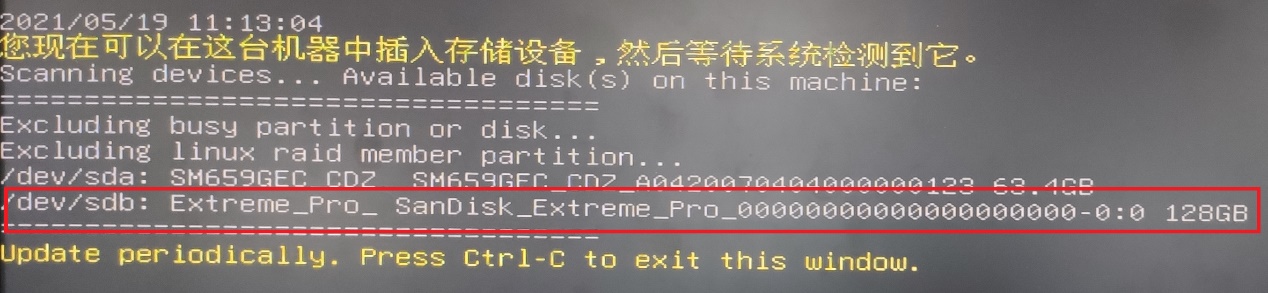 2021/05/19 11:13:04
您现在可以在这台机器中插入存储设备，然后等待系统检测到它。
Scanning devices... Available disk(s) on this machine:
===================================
Excluding busy partition or disk...
Excluding linux raid member partition...
/dev/sda: SM659GEC_CDZ_ SM659GEC_CDZ_A0420070404000000123 63.4GB
/dev/sdb: Extreme_Pro_ SanDisk_Extreme_Pro_00000000000000000000-0:0 128GB
===================================
Update periodically. Press Ctrl-C to exit this window.